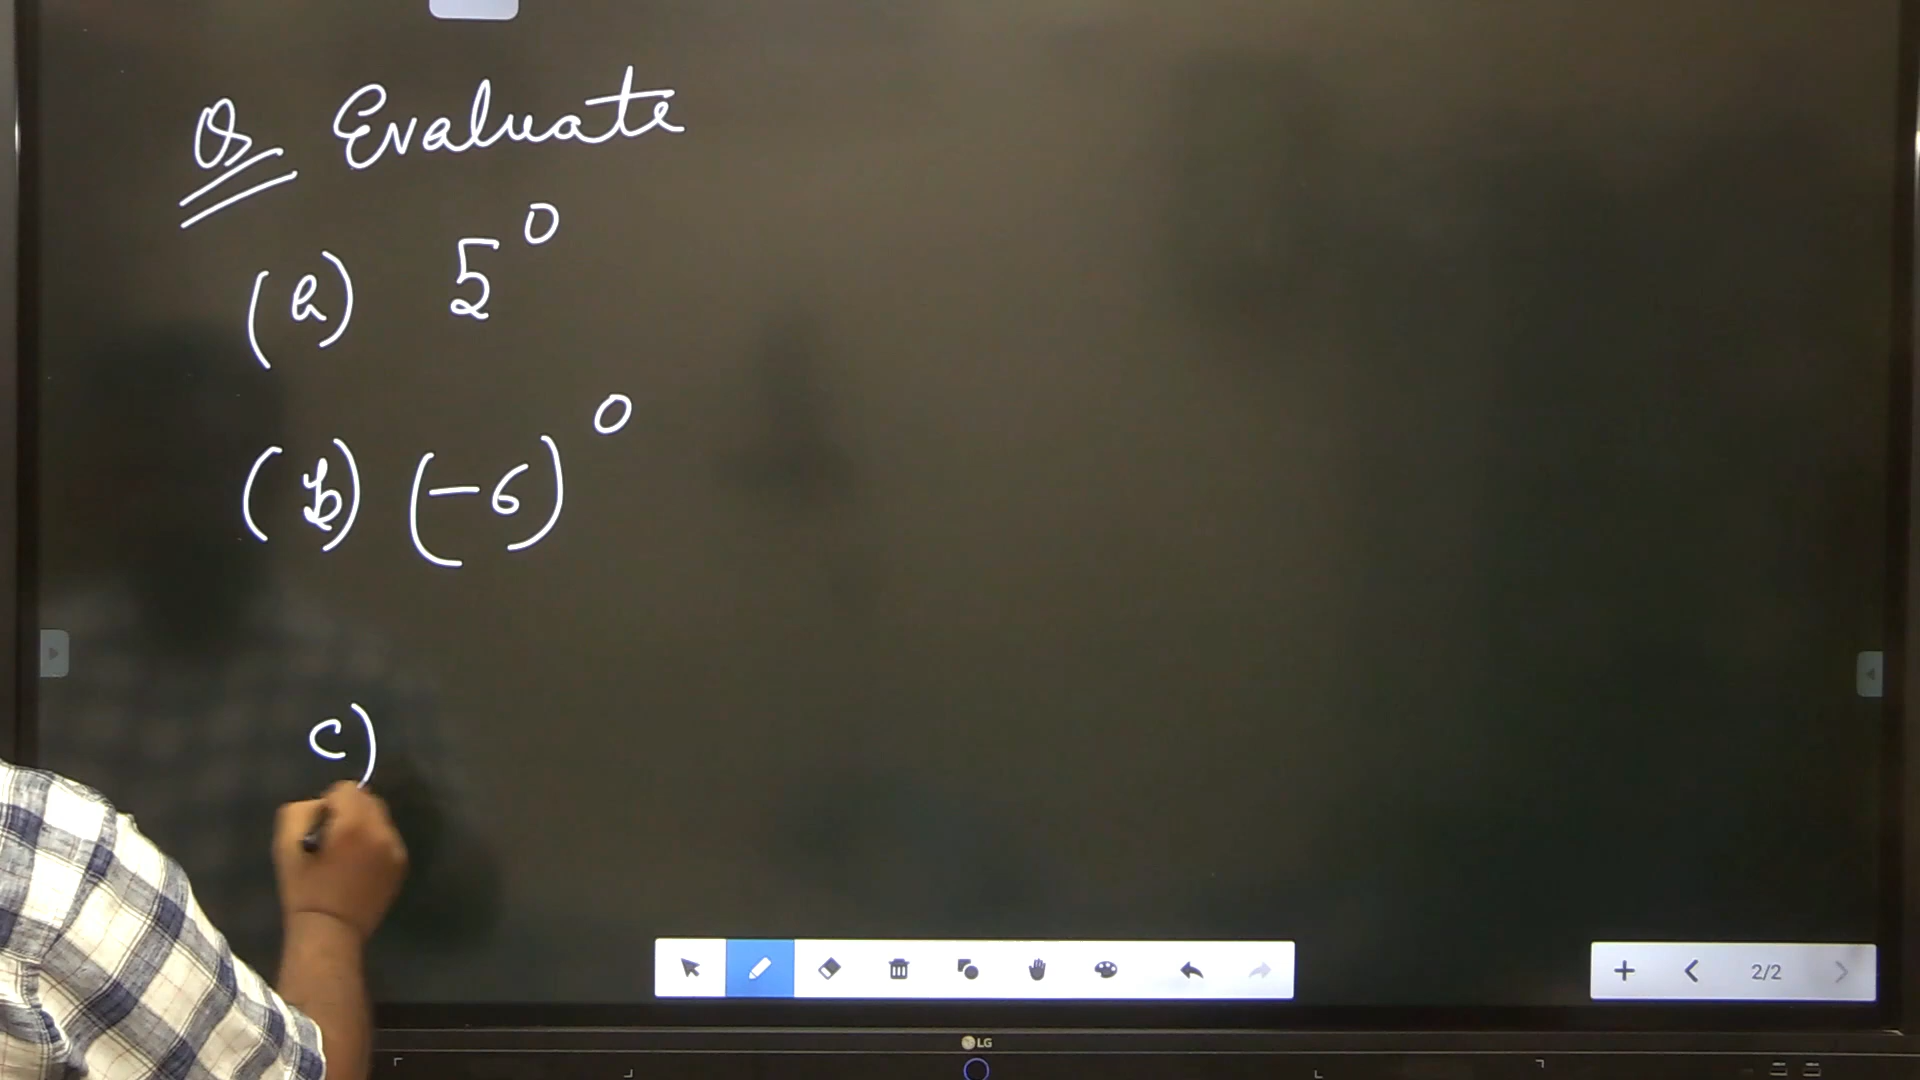 Q Evaluate
(a) 5⁰
(b) (-6)⁰
c)
2/2
LG